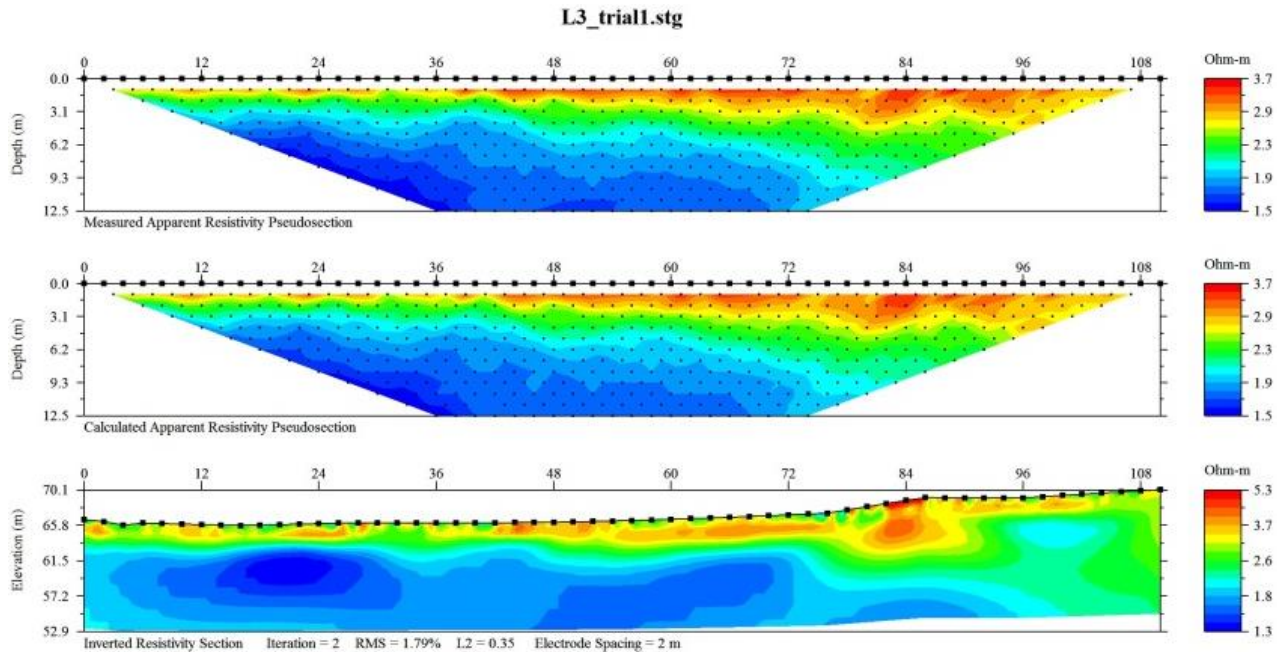 L3_trial1.stg
0 12 24 36 48 60 72 84 96 108
Ohm-m
0.0
3.1
6.2
9.3
12.5
Depth (m)
3.7
2.9
2.3
1.9
1.5
Measured Apparent Resistivity Pseudosection
0 12 24 36 48 60 72 84 96 108
Ohm-m
0.0
3.1
6.2
9.3
12.5
Depth (m)
3.7
2.9
2.3
1.9
1.5
Calculated Apparent Resistivity Pseudosection
0 12 24 36 48 60 72 84 96 108
Ohm-m
70.1
65.8
61.5
57.2
52.9
Elevation (m)
5.3
3.7
2.6
1.8
1.3
Inverted Resistivity Section Iteration = 2 RMS = 1.79% L2 = 0.35 Electrode Spacing = 2 m